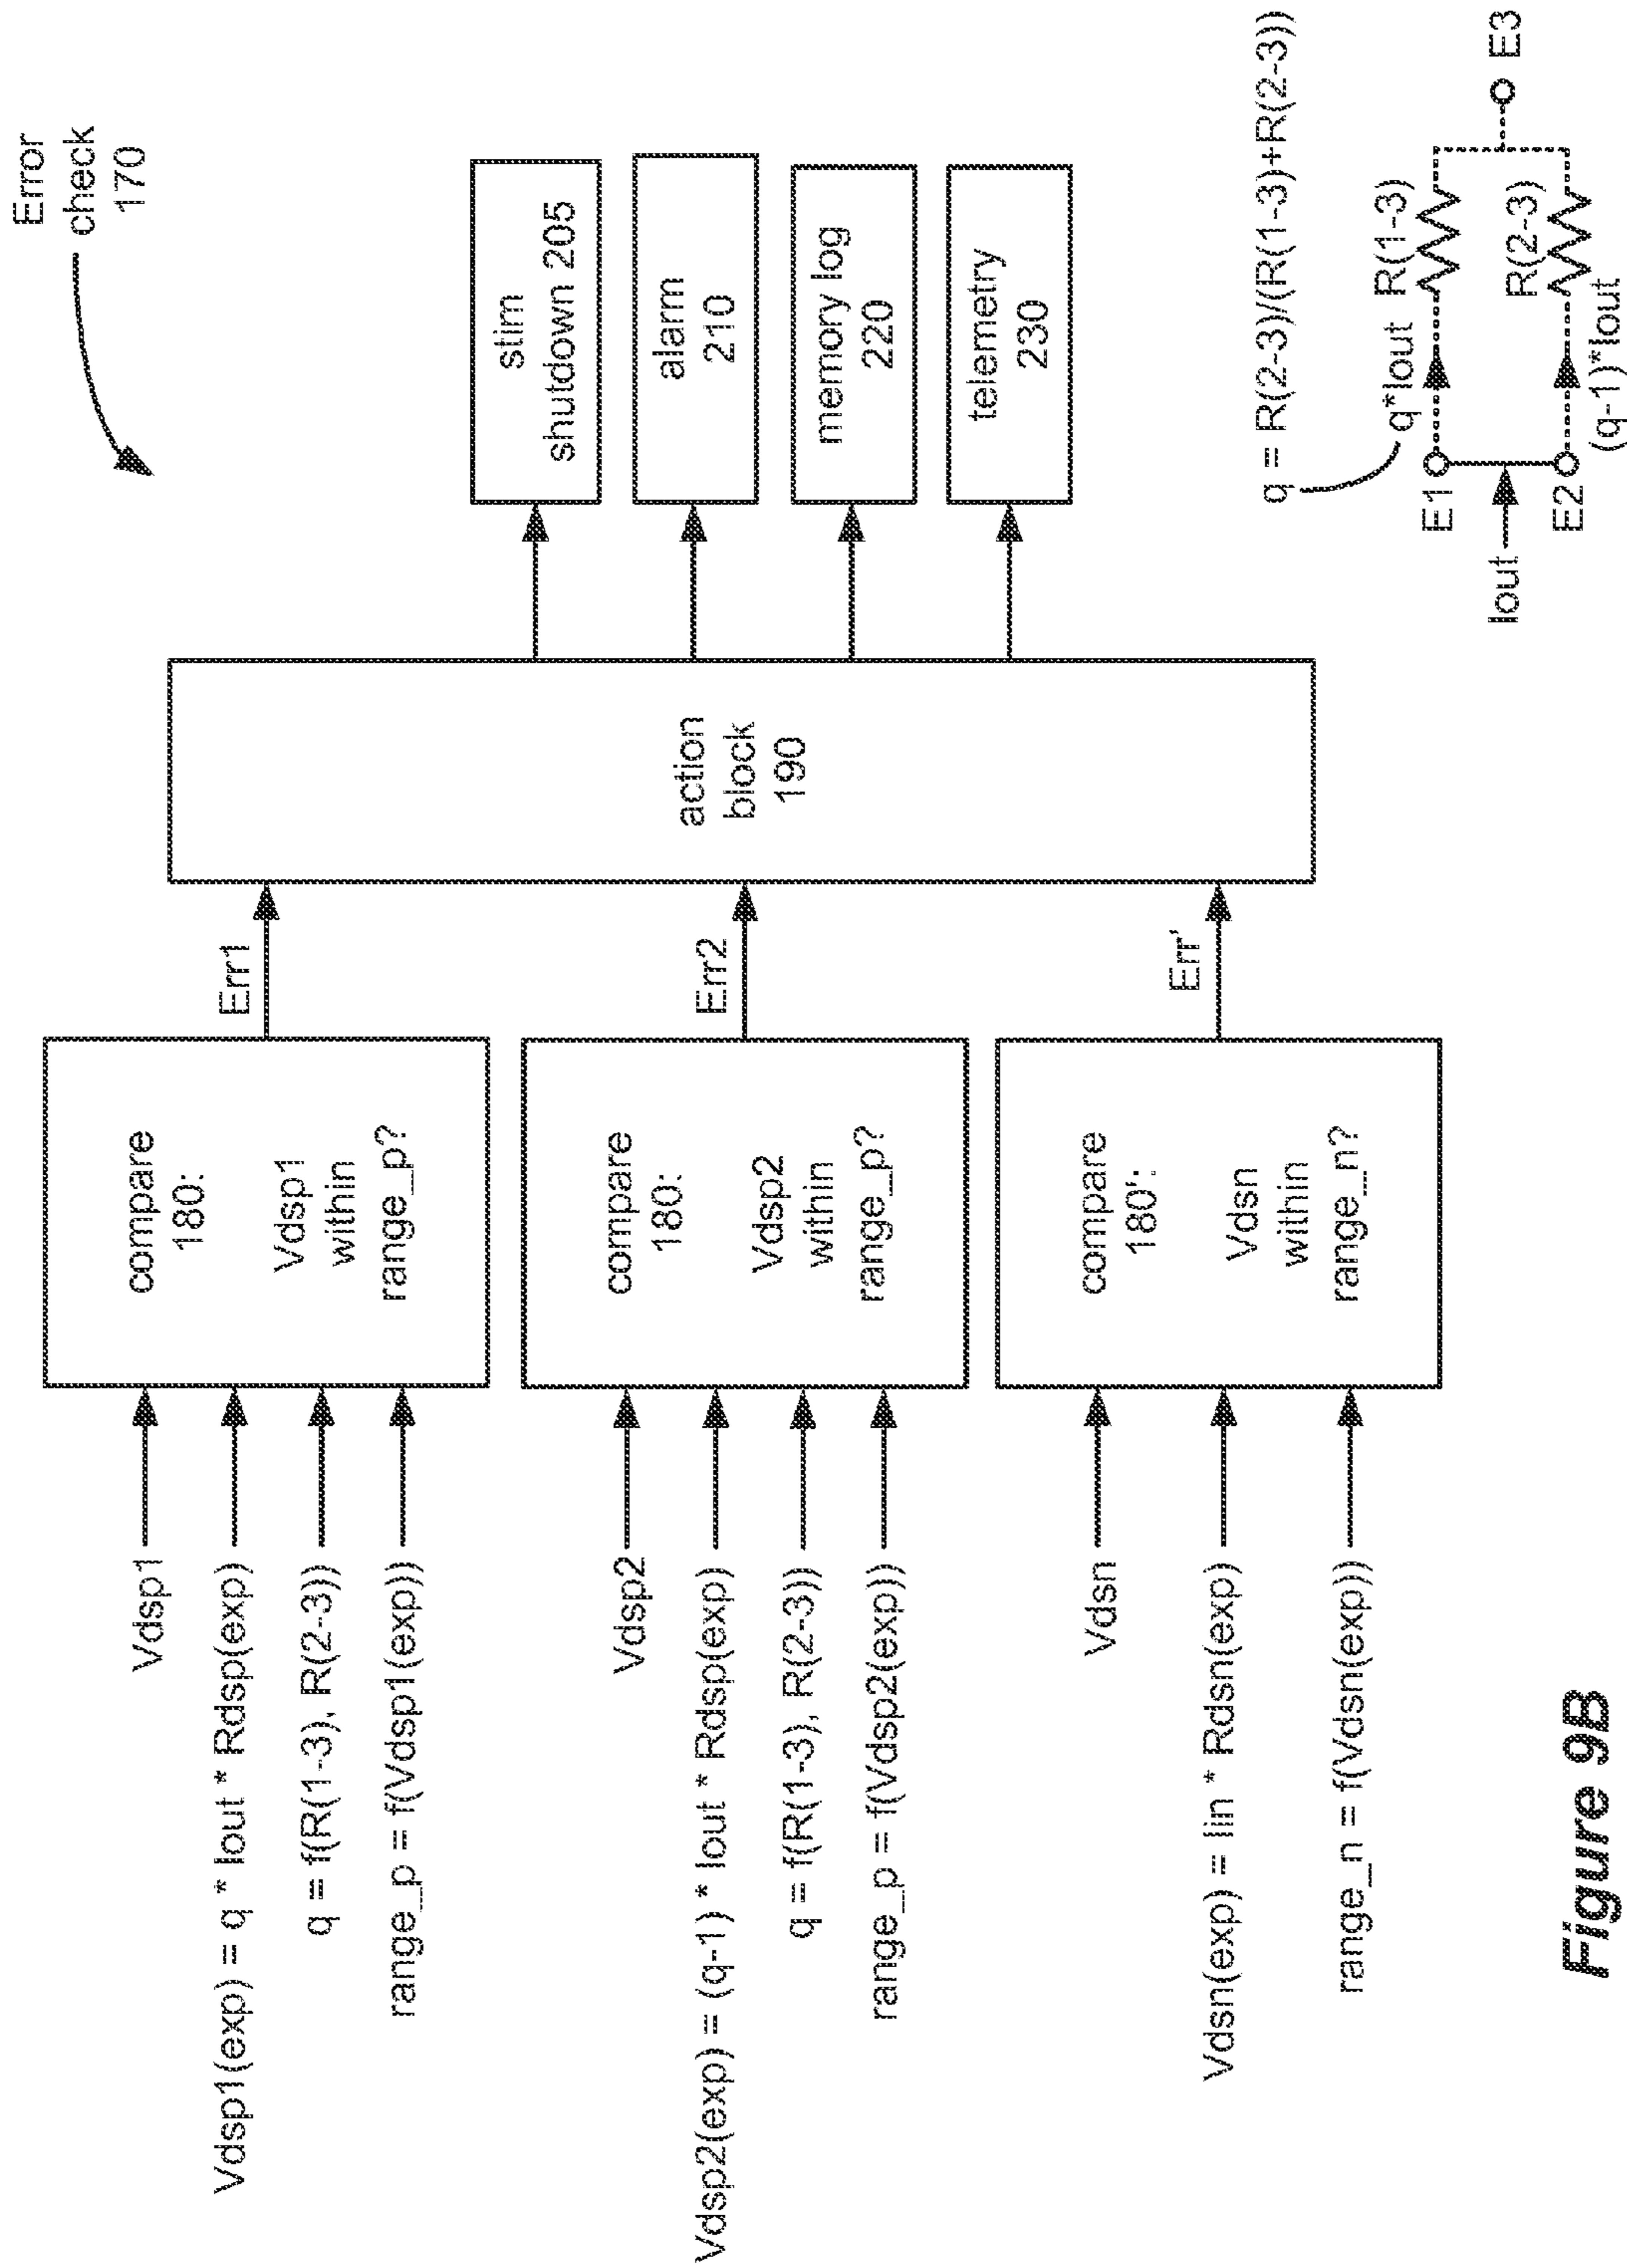 Error
check
170
Vdsp1
Vdsp1(exp) = q * Iout * Rdsp(exp)
q = f(R(1-3), R(2-3))
range_p = f(Vdsp1(exp))
compare
180:
Vdsp1
within
range_p?
Err1
Vdsp2
Vdsp2(exp) = (q-1) * Iout * Rdsp(exp)
q = f(R(1-3), R(2-3))
range_p = f(Vdsp2(exp))
compare
180:
Vdsp2
within
range_p?
Err2
Vdsn
Vdsn(exp) = Iin * Rdsn(exp)
range_n = f(Vdsn(exp))
compare
180':
Vdsn
within
range_n?
Err'
action
block
190
stim
shutdown 205
alarm
210
memory log
220
telemetry
230
q = R(2-3)/(R(1-3)+R(2-3))
q*Iout R(1-3)
E1
Iout
E3
R(2-3)
E2
(q-1)*Iout
Figure 9B